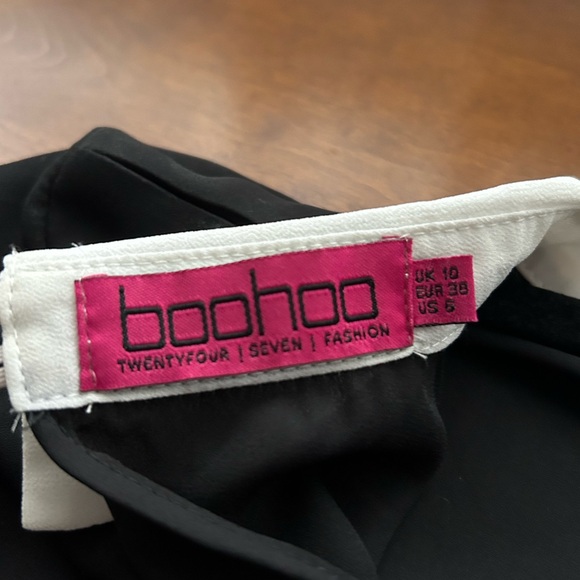 boohoo
TWENTYFOUR | SEVEN | FASHION
UK 10
EUR 38
US 6